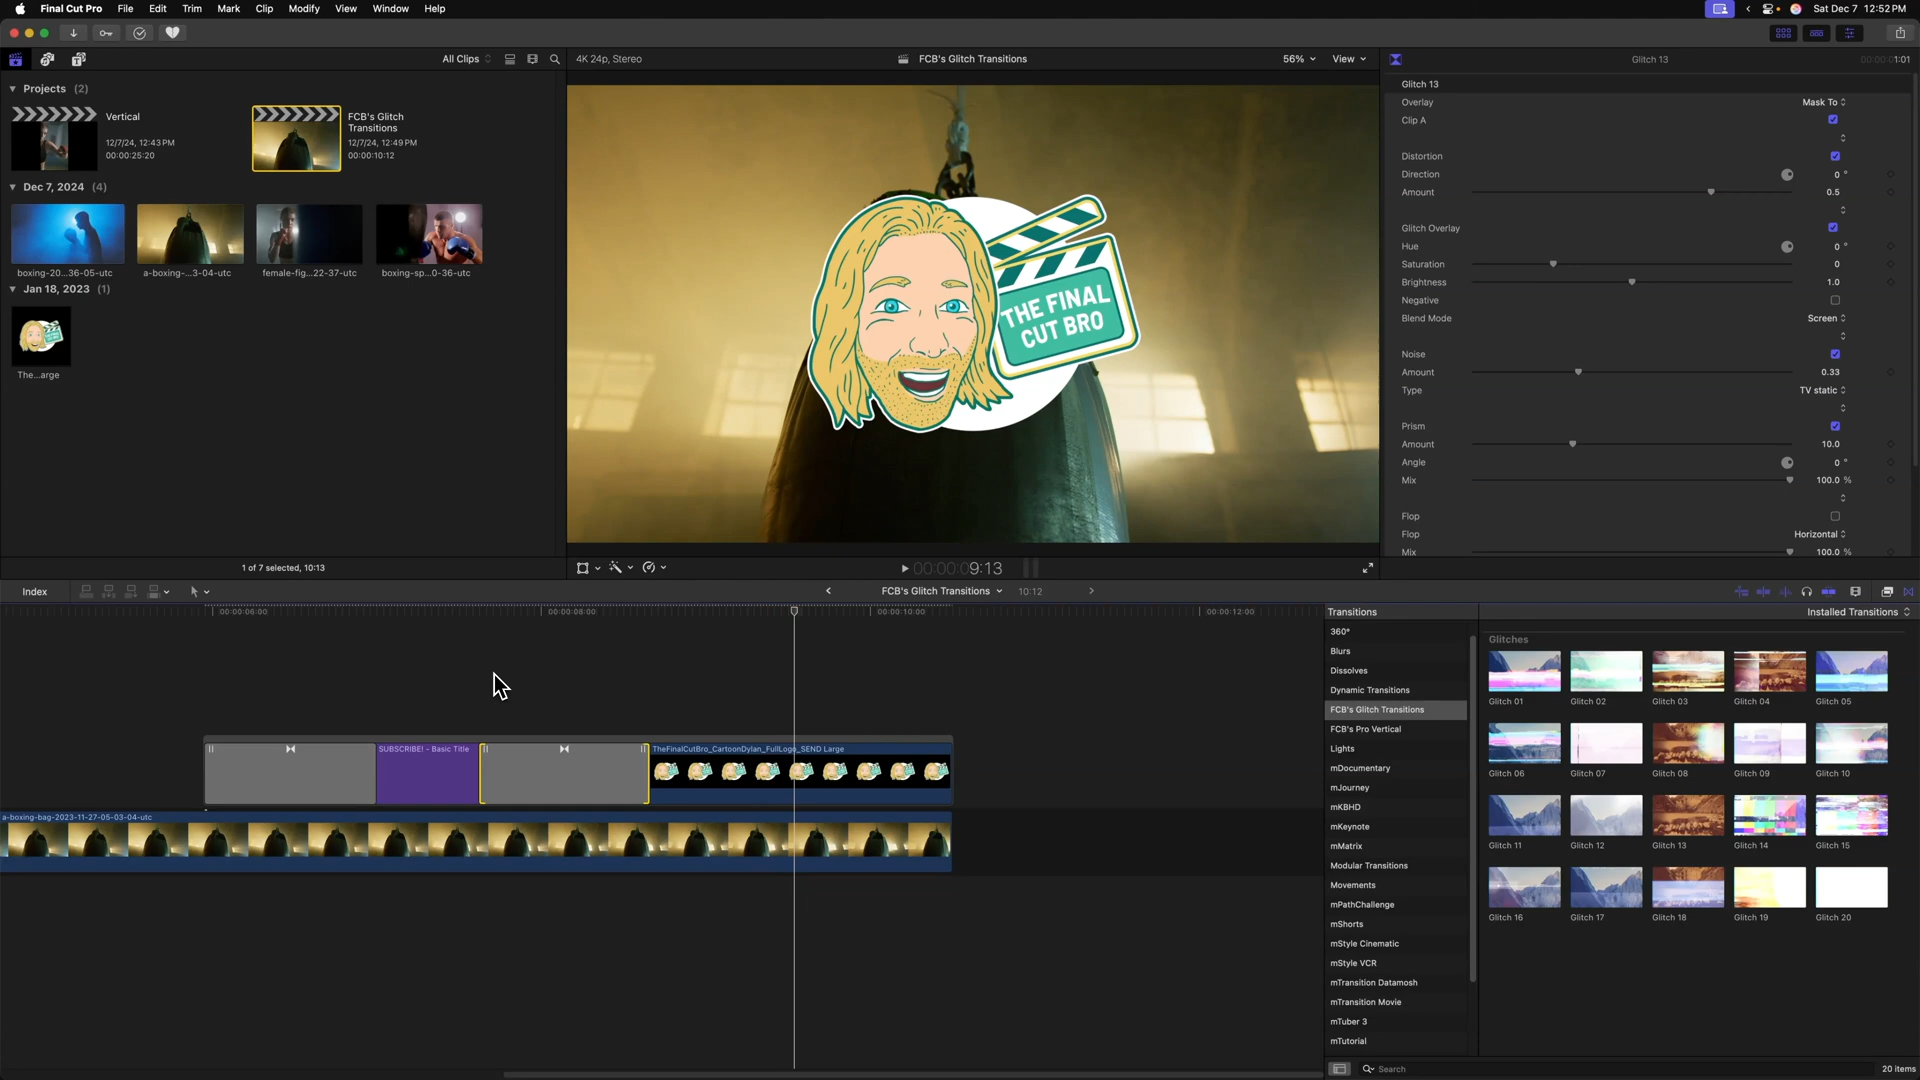 Final Cut Pro File Edit Trim Mark Clip Modify View Window Help
Sat Dec 7 12:52 PM
All Clips
4K 24p, Stereo
FCB's Glitch Transitions
56%
View
Glitch 13
1:01
Projects (2)
Vertical
12/7/24, 12:43PM
00:00:25:20
FCB's Glitch
Transitions
12/7/24, 12:49PM
00:00:10:12
Dec 7, 2024 (4)
boxing-20...36-05-utc
a-boxing-...3-04-utc
female-fig...22-37-utc
boxing-sp...0-36-utc
Jan 18, 2023 (1)
The...arge
1 of 7 selected, 10:13
THE FINAL
CUT BRO
00:00:09:13
Glitch 13
Overlay Mask To
Clip A
Distortion
Direction 0 °
Amount 0.5
Glitch Overlay
Hue 0 °
Saturation 0
Brightness 1.0
Negative
Blend Mode Screen
Noise
Amount 0.33
Type TV static
Prism
Amount 10.0
Angle 0 °
Mix 100.0 %
Flop
Flop Horizontal
Mix 100.0 %
Index
FCB's Glitch Transitions
10:12
00:00:06:00
00:00:08:00
00:00:10:00
00:00:12:00
SUBSCRIBE! - Basic Title
TheFinalCutBro_CartoonDylan_FullLogo_SEND Large
a-boxing-bag-2023-11-27-05-03-04-utc
Transitions
Installed Transitions
360°
Blurs
Dissolves
Dynamic Transitions
FCB's Glitch Transitions
FCB's Pro Vertical
Lights
mDocumentary
mJourney
mKBHD
mKeynote
mMatrix
Modular Transitions
Movements
mPathChallenge
mShorts
mStyle Cinematic
mStyle VCR
mTransition Datamosh
mTransition Movie
mTuber 3
mTutorial
Glitches
Glitch 01
Glitch 02
Glitch 03
Glitch 04
Glitch 05
Glitch 06
Glitch 07
Glitch 08
Glitch 09
Glitch 10
Glitch 11
Glitch 12
Glitch 13
Glitch 14
Glitch 15
Glitch 16
Glitch 17
Glitch 18
Glitch 19
Glitch 20
Search
20 items